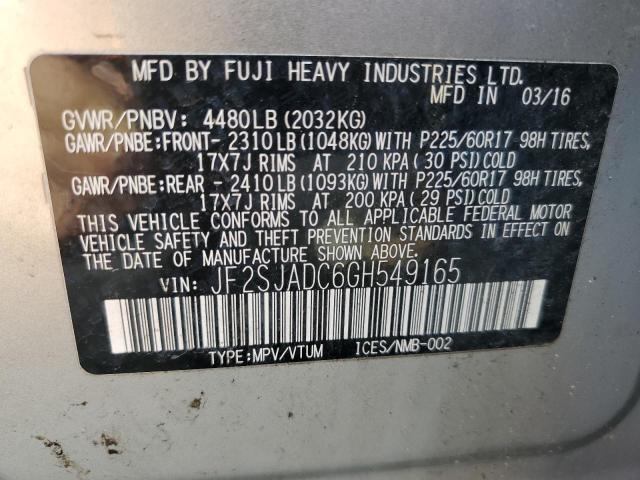 MFD BY FUJI HEAVY INDUSTRIES LTD.
MFD IN 03/16
GVWR/PNBV: 4480LB (2032KG)
GAWR/PNBE:FRONT- 2310LB (1048KG)WITH P225/60R17 98H TIRES,
17X7J RIMS AT 210 KPA ( 30 PSI) COLD
GAWR/PNBE:REAR - 2410LB (1093KG)WITH P225/60R17 98H TIRES,
17X7J RIMS AT 200 KPA ( 29 PSI) COLD
THIS VEHICLE CONFORMS TO ALL APPLICABLE FEDERAL MOTOR
VEHICLE SAFETY AND THEFT PREVENTION STANDARDS IN EFFECT ON
THE DATE OF MANUFACTURE SHOWN ABOVE.
VIN: JF2SJADC6GH549165
TYPE:MPV/VTUM ICES/NMB-002